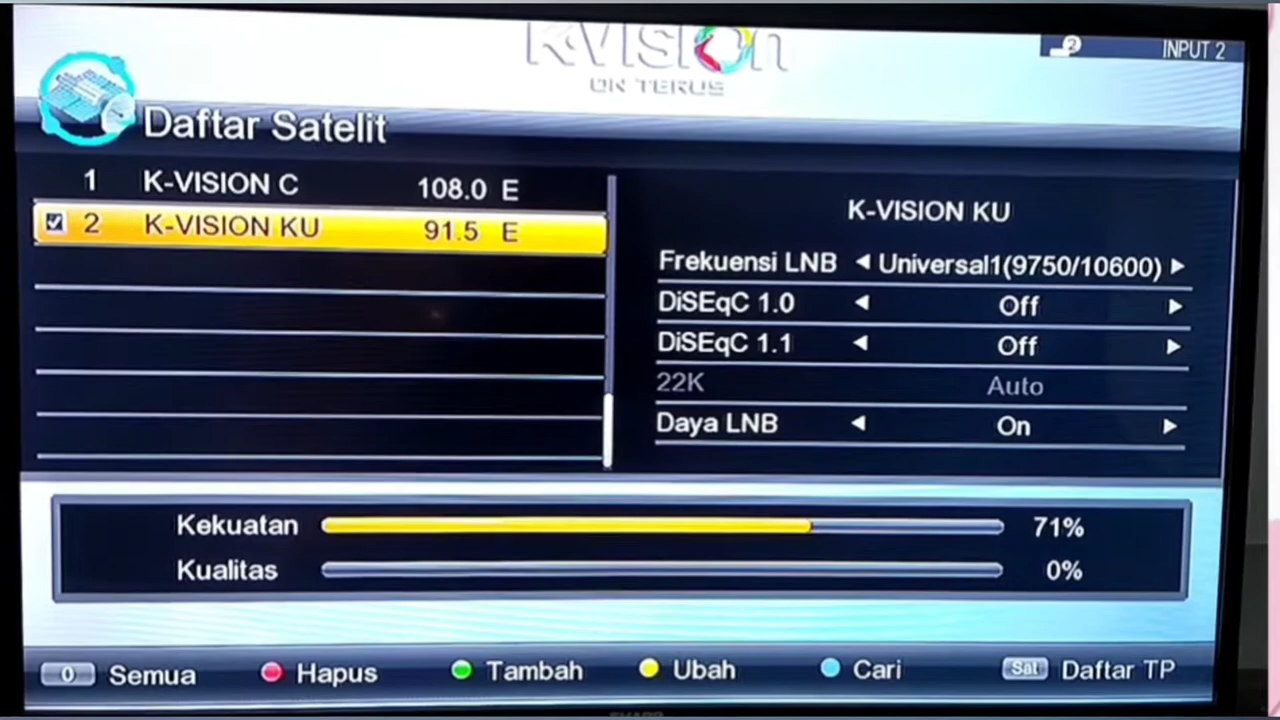 K-VISION
ON TERUS
2 INPUT 2
Daftar Satelit
1 K-VISION C 108.0 E
2 K-VISION KU 91.5 E
K-VISION KU
Frekuensi LNB Universal1(9750/10600)
DiSEqC 1.0 Off
DiSEqC 1.1 Off
22K Auto
Daya LNB On
Kekuatan 71%
Kualitas 0%
0 Semua Hapus Tambah Ubah Cari Sat Daftar TP